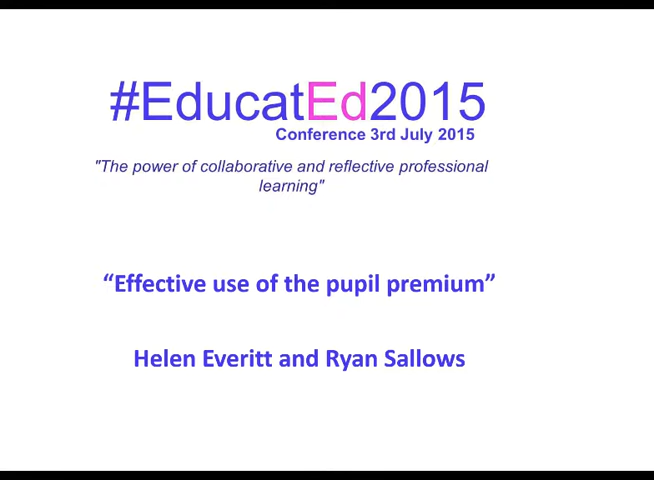 #EducatEd2015
Conference 3rd July 2015
"The power of collaborative and reflective professional
learning"
“Effective use of the pupil premium”
Helen Everitt and Ryan Sallows